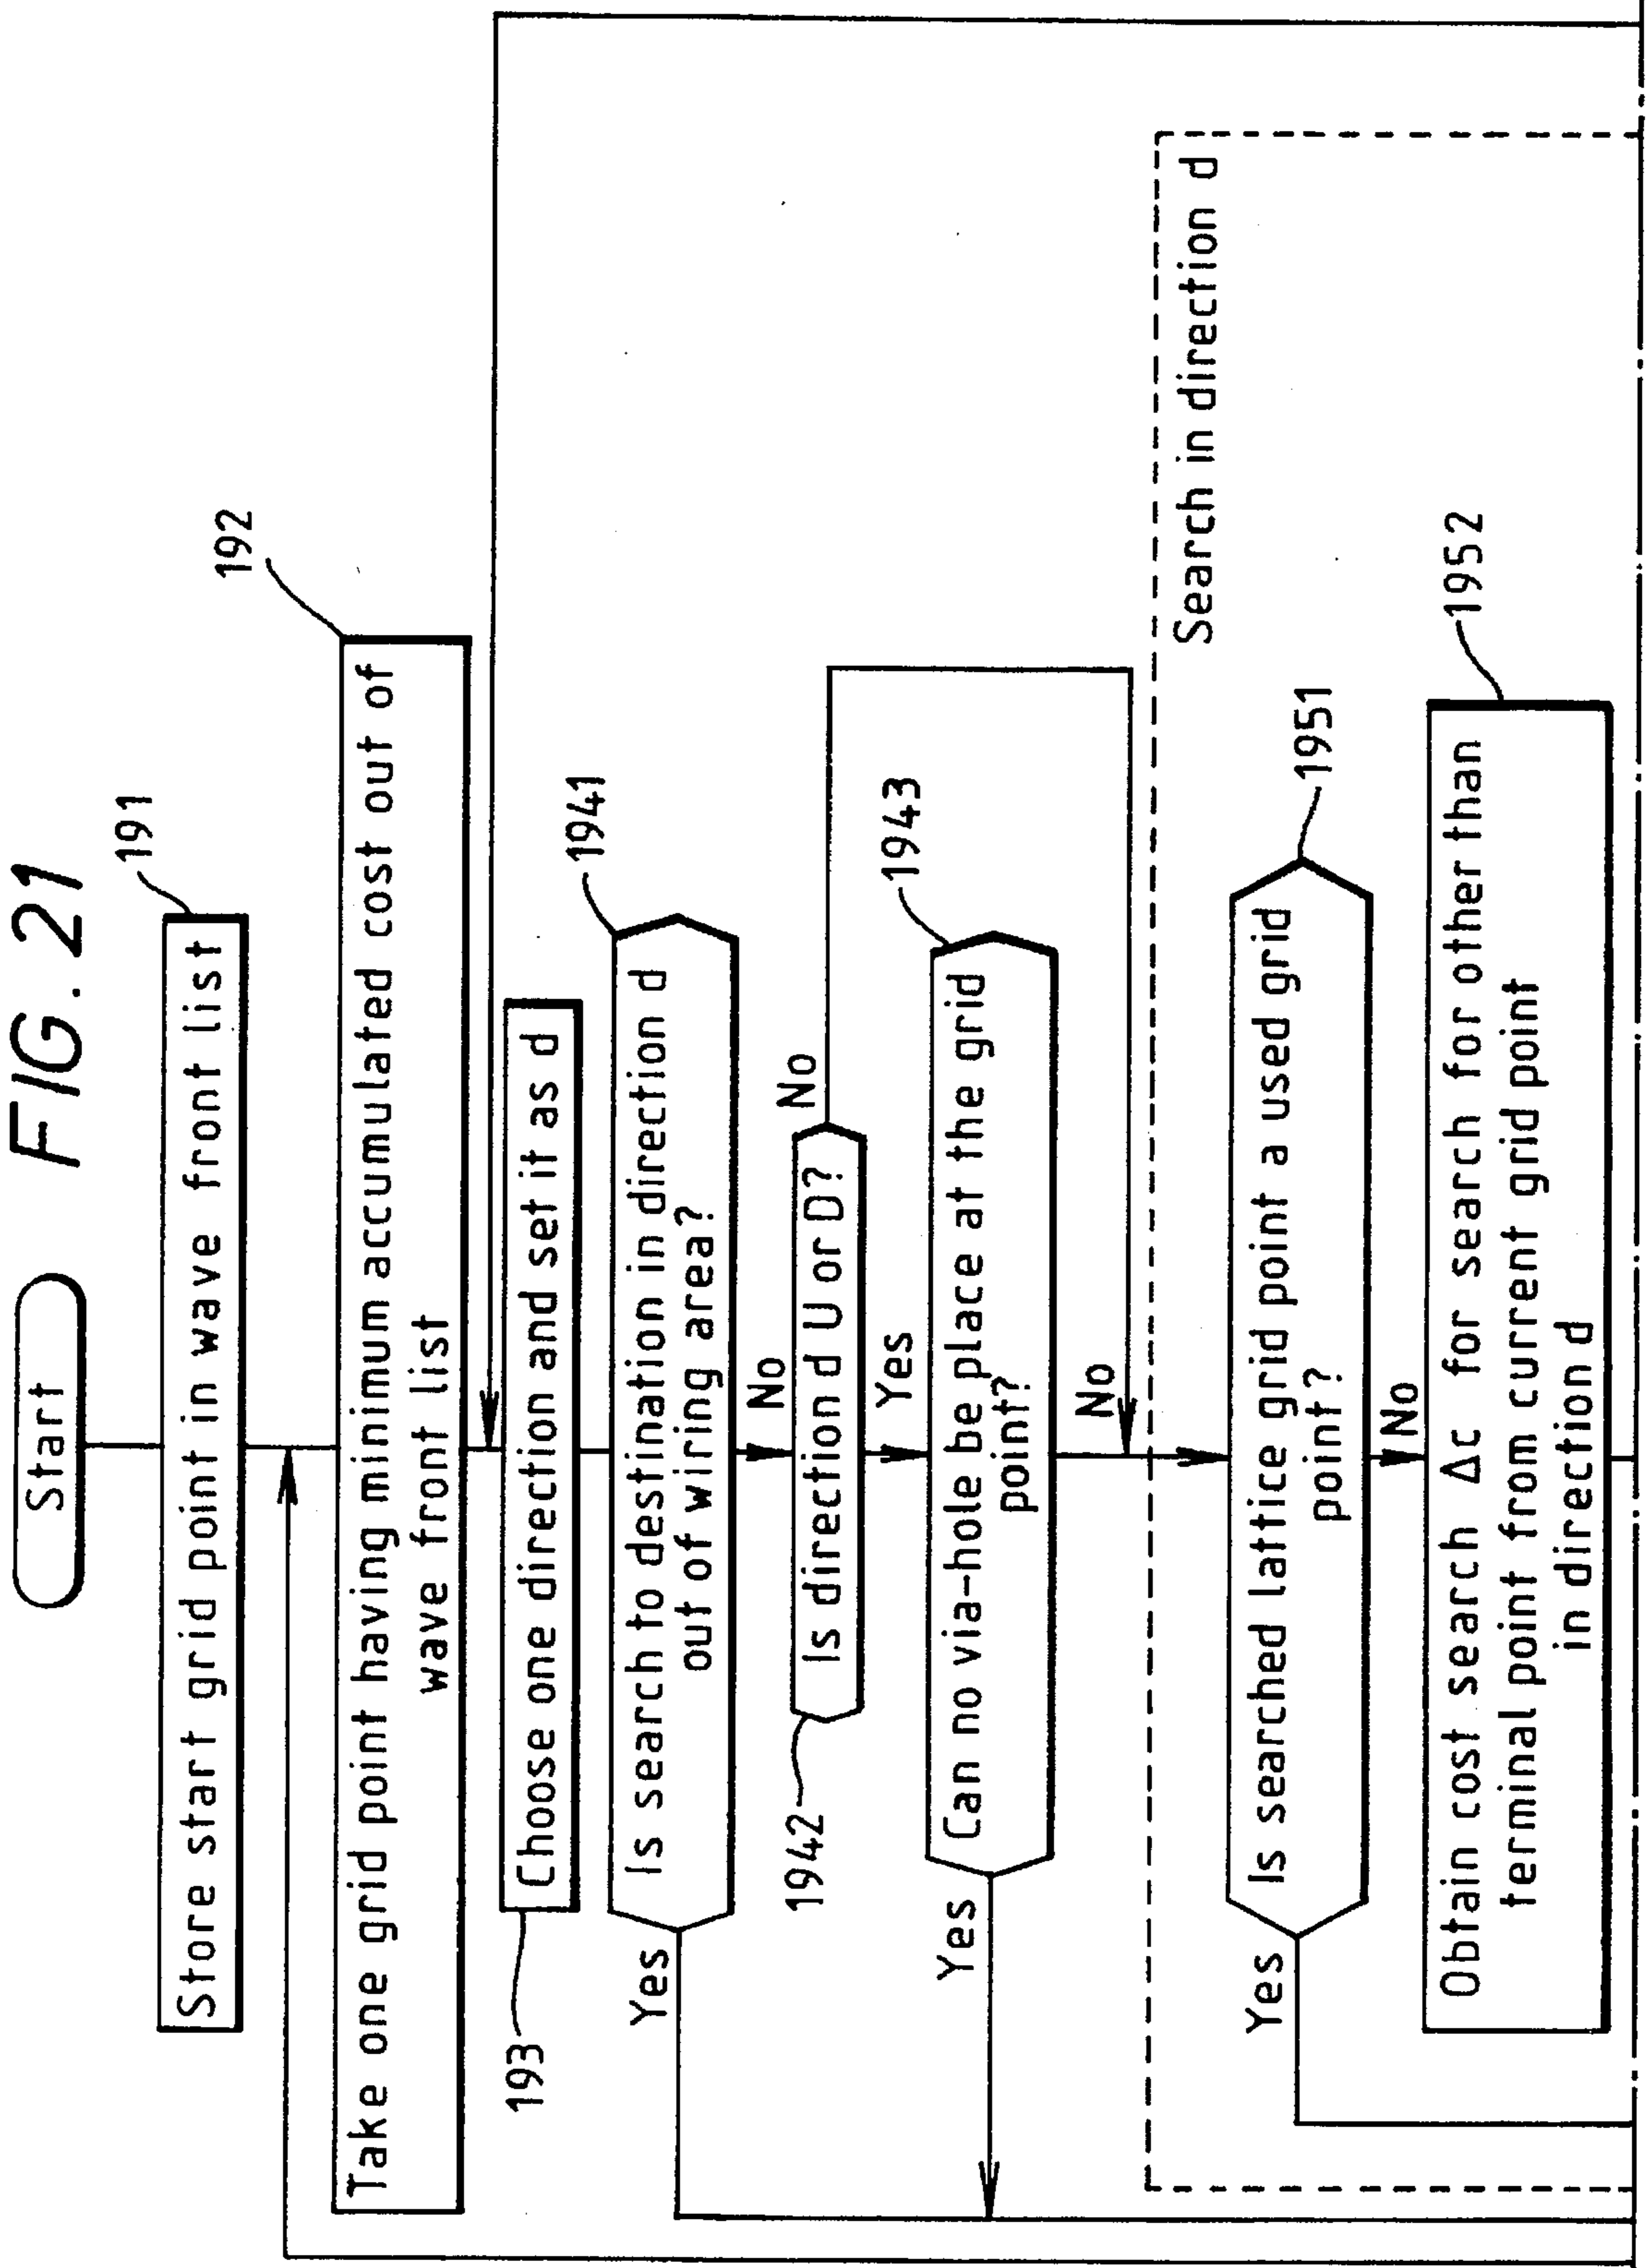 FIG. 21
Start
191
Store start grid point in wave front list
192
Take one grid point having minimum accumulated cost out of
wave front list
193
Choose one direction and set it as d
1941
Is search to destination in direction d
out of wiring area?
Yes
No
1942
Is direction d U or D?
No
Yes
1943
Can no via-hole be place at the grid
point?
Yes
No
Search in direction d
1951
Is searched lattice grid point a used grid
point?
Yes
No
1952
Obtain cost search Δc for search for other than
terminal point from current grid point
in direction d